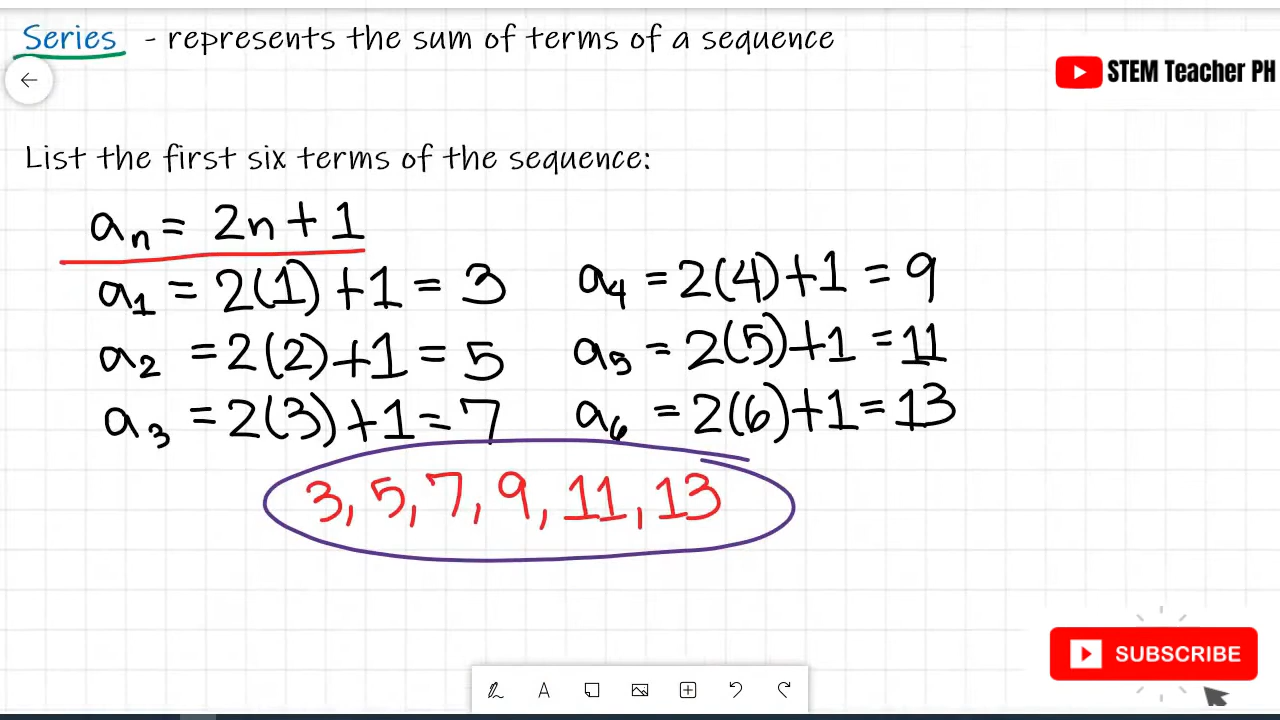 Series - represents the sum of terms of a sequence
STEM Teacher PH
List the first six terms of the sequence:
aₙ = 2n + 1
a₁ = 2(1) + 1 = 3
a₂ = 2(2) + 1 = 5
a₃ = 2(3) + 1 = 7
a₄ = 2(4) + 1 = 9
a₅ = 2(5) + 1 = 11
a₆ = 2(6) + 1 = 13
3, 5, 7, 9, 11, 13
SUBSCRIBE
A